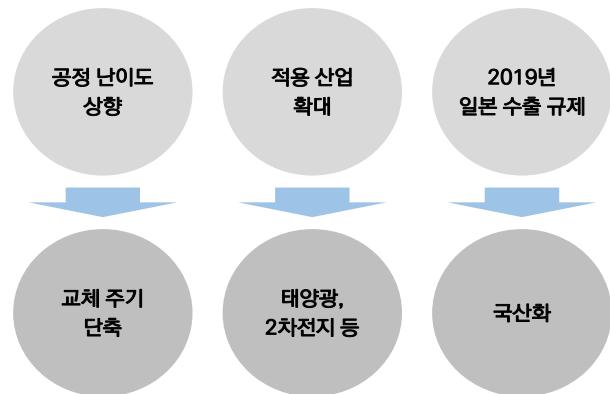 공정 난이도
상향
적용 산업
확대
2019년
일본 수출 규제
교체 주기
단축
태양광,
2차전지 등
국산화